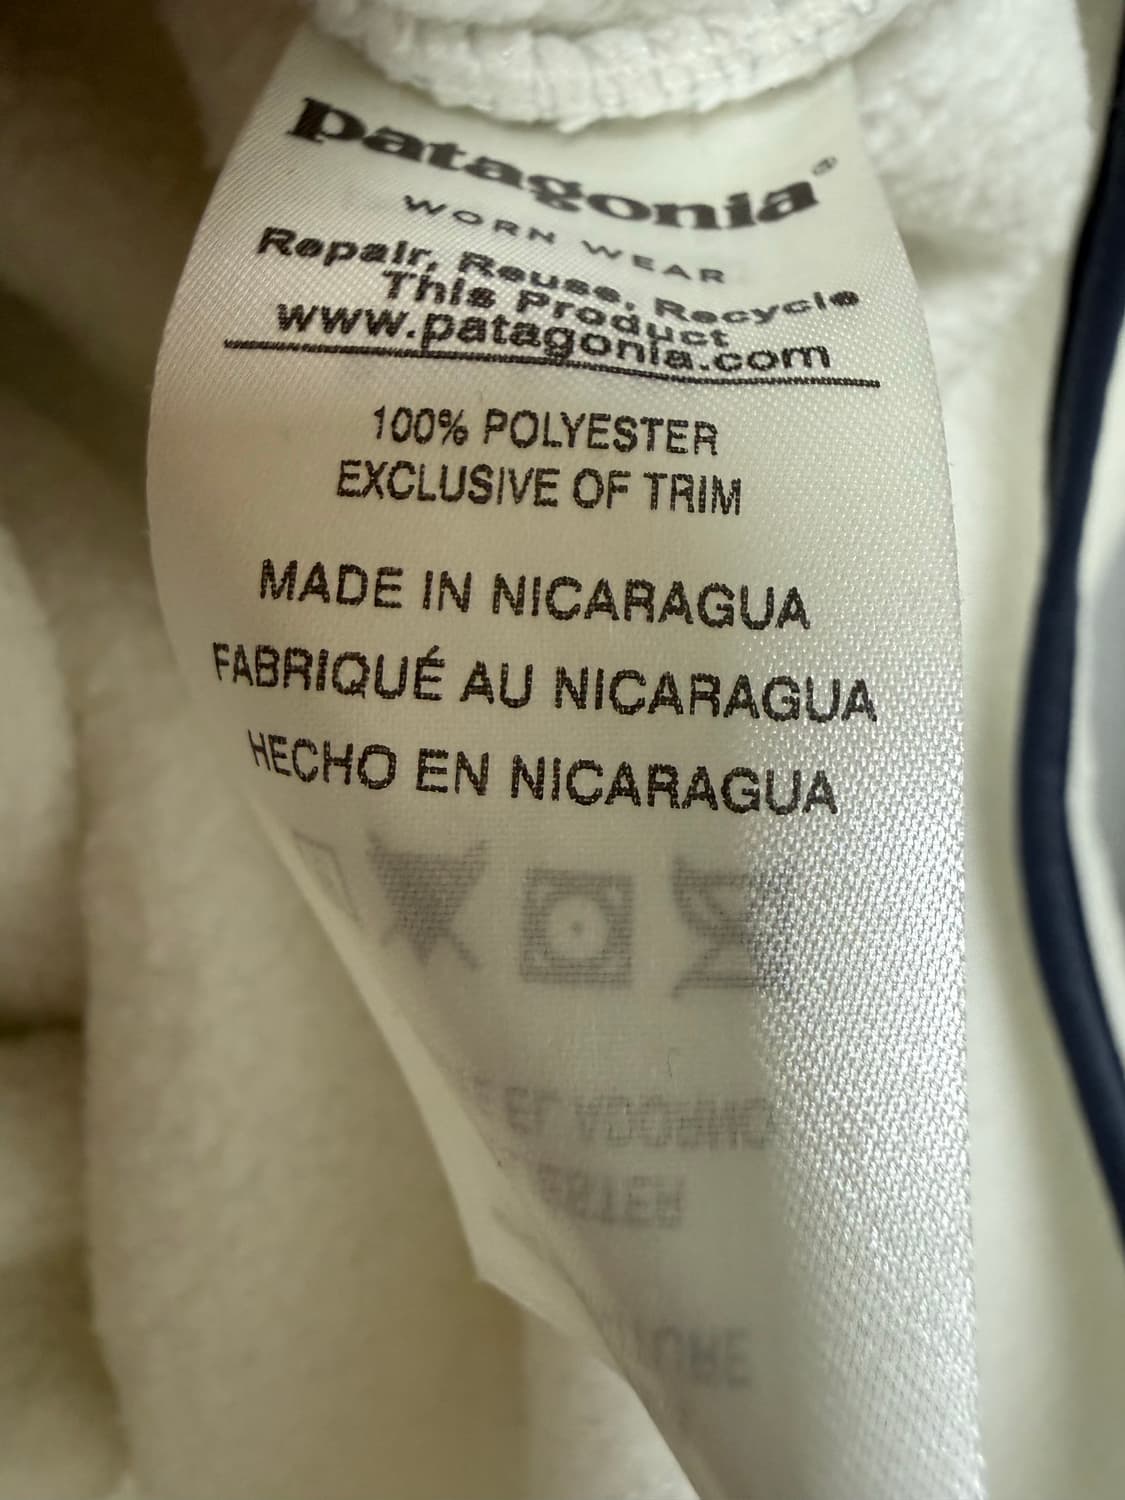 patagonia®
WORN WEAR
Repair, Reuse, Recycle
This Product
www.patagonia.com
100% POLYESTER
EXCLUSIVE OF TRIM
MADE IN NICARAGUA
FABRIQUÉ AU NICARAGUA
HECHO EN NICARAGUA